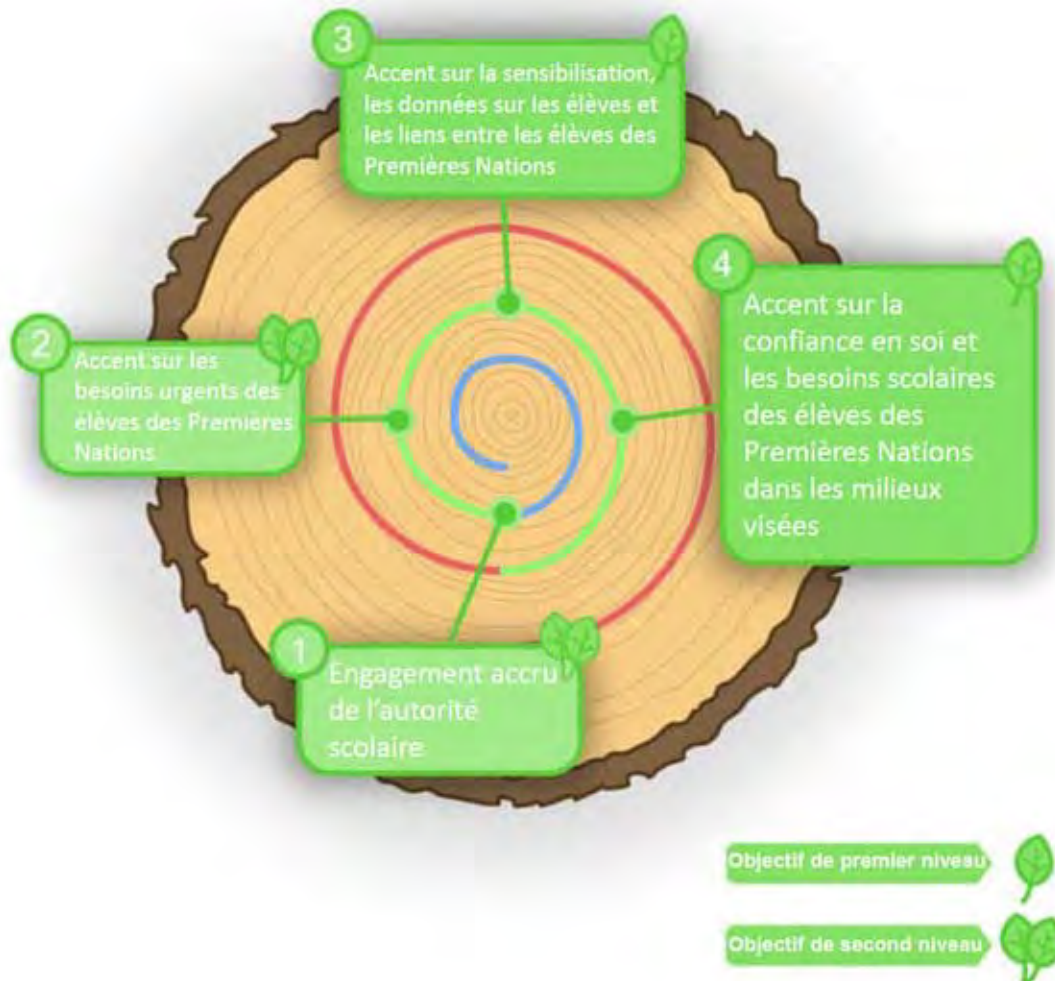 3
Accent sur la sensibilisation,
les données sur les élèves et
les liens entre les élèves des
Premières Nations
4
Accent sur la
confiance en soi et
les besoins scolaires
des élèves des
Premières Nations
dans les milieux
visées
2
Accent sur les
besoins urgents des
élèves des Premières
Nations
1
Engagement accru
de l'autorité
scolaire
Objectif de premier niveau
Objectif de second niveau